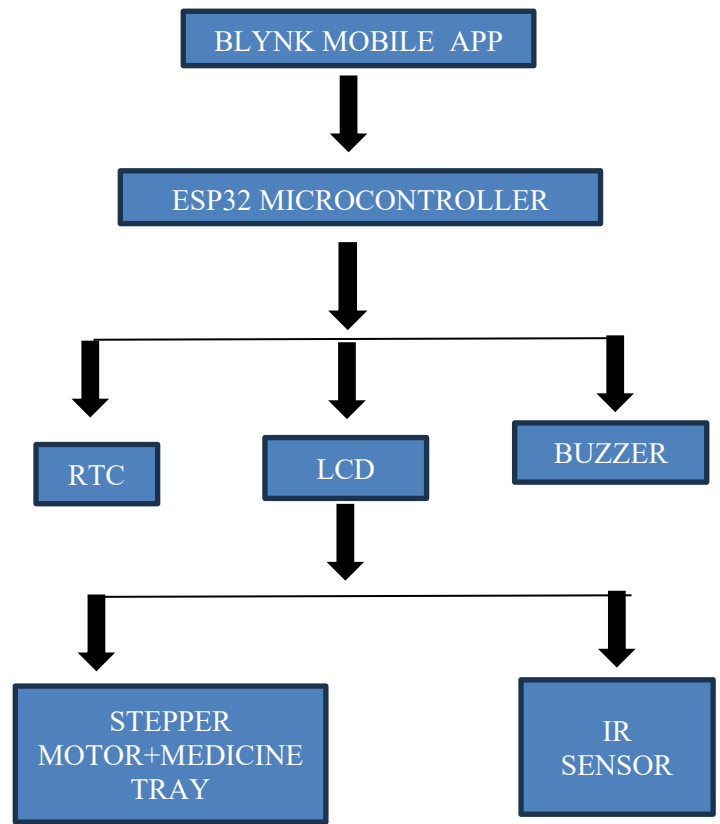 BLYNK MOBILE APP
ESP32 MICROCONTROLLER
RTC
LCD
BUZZER
STEPPER
MOTOR+MEDICINE
TRAY
IR
SENSOR